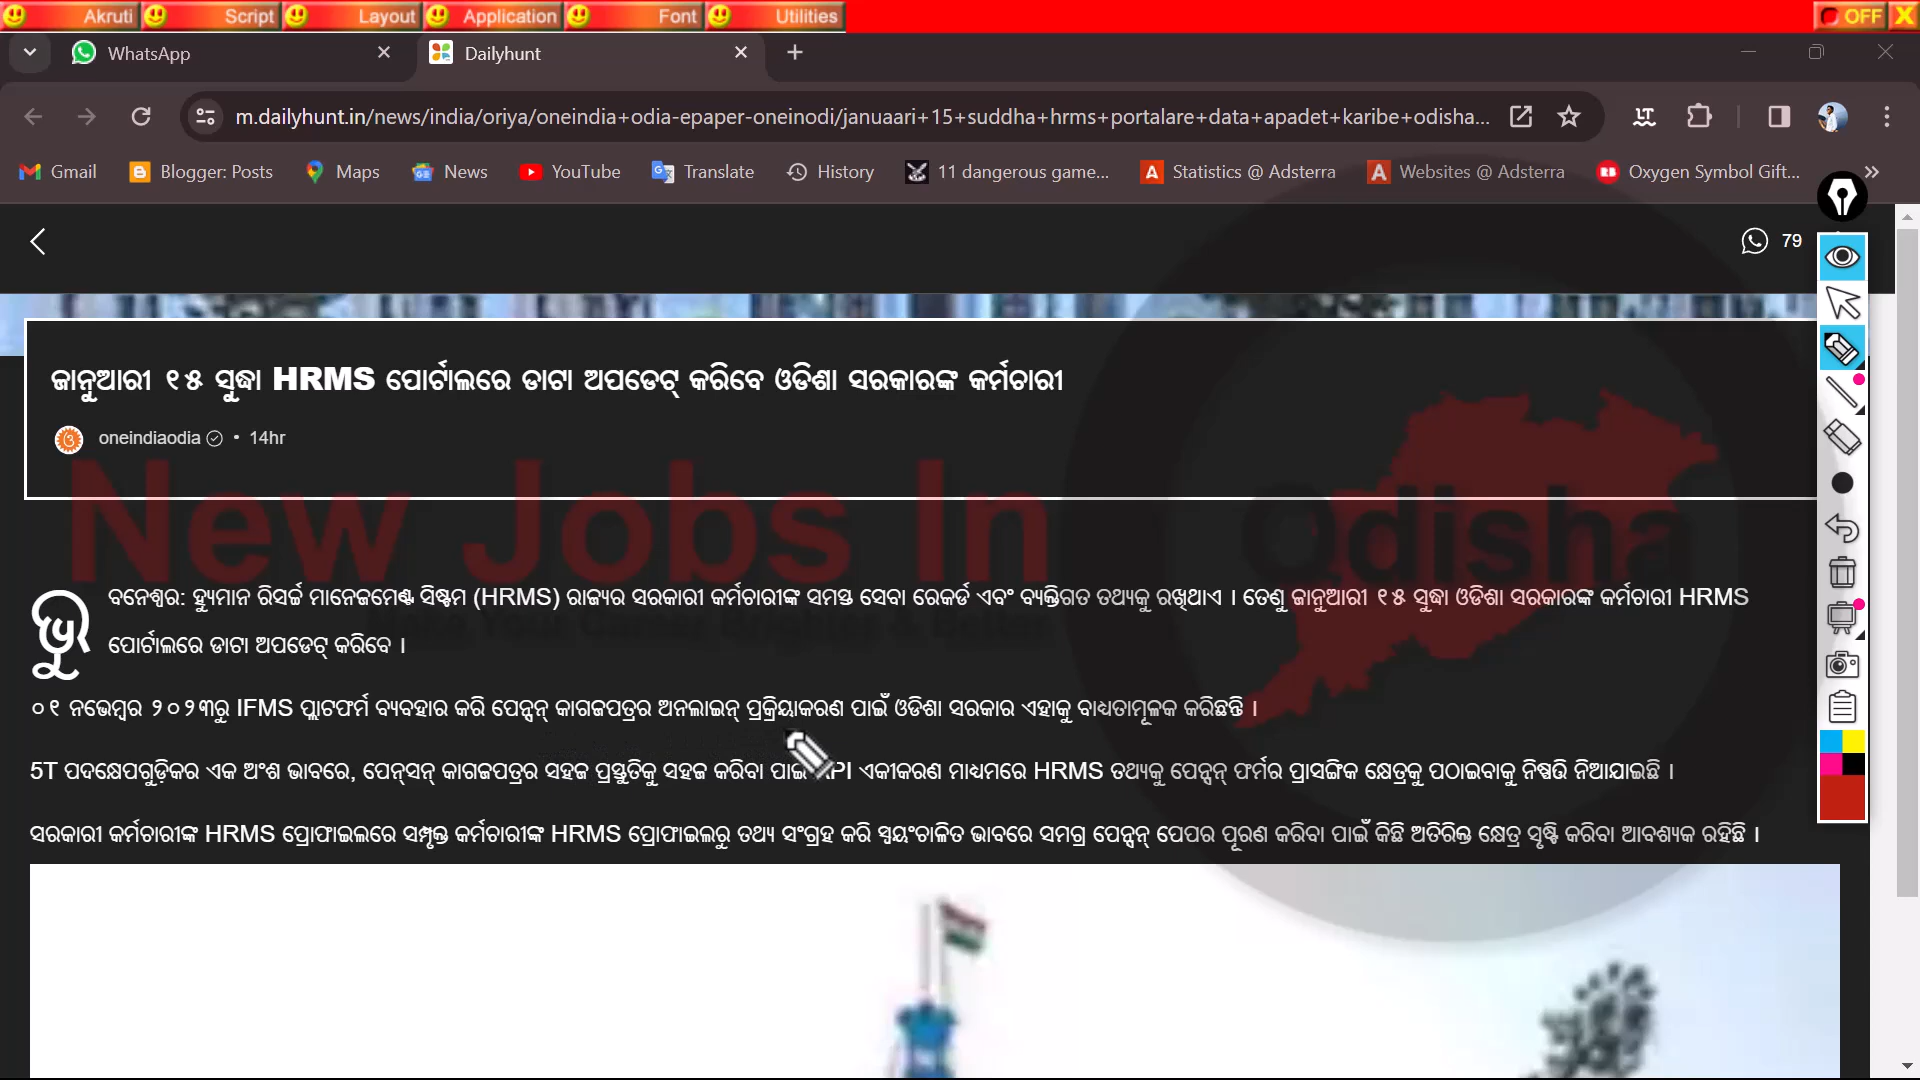 Akruti Script Layout Application Font Utilities OFF X
WhatsApp Dailyhunt
m.dailyhunt.in/news/india/oriya/oneindia+odia-epaper-oneinodi/januaari+15+suddha+hrms+portalare+data+apadet+karibe+odisha...
Gmail Blogger: Posts Maps News YouTube Translate History 11 dangerous game... Statistics @ Adsterra Websites @ Adsterra Oxygen Symbol Gift... »
79
ଜାନୁଆରୀ ୧୫ ସୁଦ୍ଧା HRMS ପୋର୍ଟାଲରେ ଡାଟା ଅପଡେଟ୍ କରିବେ ଓଡିଶା ସରକାରଙ୍କ କର୍ମଚାରୀ
oneindiaodia • 14hr
New Jobs In Odisha
ଭୁବନେଶ୍ୱର: ହ୍ୟୁମାନ ରିସର୍ଚ୍ଚ ମାନେଜମେଣ୍ଟ ସିଷ୍ଟମ (HRMS) ରାଜ୍ୟର ସରକାରୀ କର୍ମଚାରୀଙ୍କ ସମସ୍ତ ସେବା ରେକର୍ଡ ଏବଂ ବ୍ୟକ୍ତିଗତ ତଥ୍ୟକୁ ରଖିଥାଏ । ତେଣୁ ଜାନୁଆରୀ ୧୫ ସୁଦ୍ଧା ଓଡିଶା ସରକାରଙ୍କ କର୍ମଚାରୀ HRMS
ପୋର୍ଟାଲରେ ଡାଟା ଅପଡେଟ୍ କରିବେ ।
Make Your Career Brighter & Better
୦୧ ନଭେମ୍ବର ୨୦୨୩ରୁ IFMS ପ୍ଲାଟଫର୍ମ ବ୍ୟବହାର କରି ପେନ୍ସନ୍ କାଗଜପତ୍ରର ଅନଲାଇନ୍ ପ୍ରକ୍ରିୟାକରଣ ପାଇଁ ଓଡିଶା ସରକାର ଏହାକୁ ବାଧ୍ୟତାମୂଳକ କରିଛନ୍ତି ।
5T ପଦକ୍ଷେପଗୁଡ଼ିକର ଏକ ଅଂଶ ଭାବରେ, ପେନ୍‌ସନ୍ କାଗଜପତ୍ରର ସହଜ ପ୍ରସ୍ତୁତିକୁ ସହଜ କରିବା ପାଇଁ ଏକୀକରଣ ମାଧ୍ୟମରେ HRMS ତଥ୍ୟକୁ ପେନ୍ସନ୍ ଫର୍ମର ପ୍ରାସଙ୍ଗିକ କ୍ଷେତ୍ରକୁ ପଠାଇବାକୁ ନିଷ୍ପତ୍ତି ନିଆଯାଇଛି ।
ସରକାରୀ କର୍ମଚାରୀଙ୍କ HRMS ପ୍ରୋଫାଇଲରେ ସମ୍ପୃକ୍ତ କର୍ମଚାରୀଙ୍କ HRMS ପ୍ରୋଫାଇଲରୁ ତଥ୍ୟ ସଂଗ୍ରହ କରି ସ୍ୱୟଂଚାଳିତ ଭାବରେ ସମଗ୍ର ପେନ୍ସନ୍ ପେପର ପୂରଣ କରିବା ପାଇଁ କିଛି ଅତିରିକ୍ତ କ୍ଷେତ୍ର ସୃଷ୍ଟି କରିବା ଆବଶ୍ୟକ ରହିଛି ।